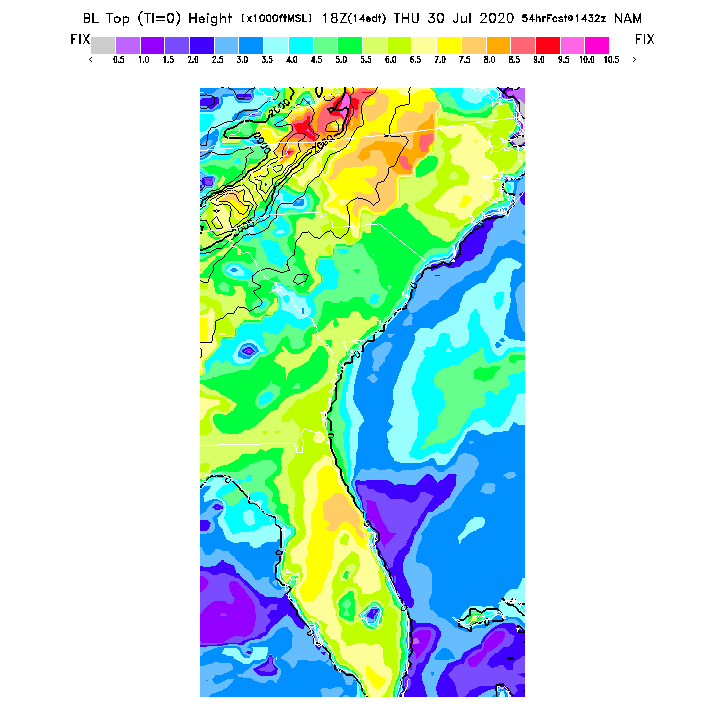 BL Top (TI=0) Height [x1000ftMSL] 18Z(14edt) THU 30 Jul 2020 54hrFcst@1432z NAM
FIX FIX
< 0.5 1.0 1.5 2.0 2.5 3.0 3.5 4.0 4.5 5.0 5.5 6.0 6.5 7.0 7.5 8.0 8.5 9.0 9.5 10.0 10.5 >
2000
2000
2000